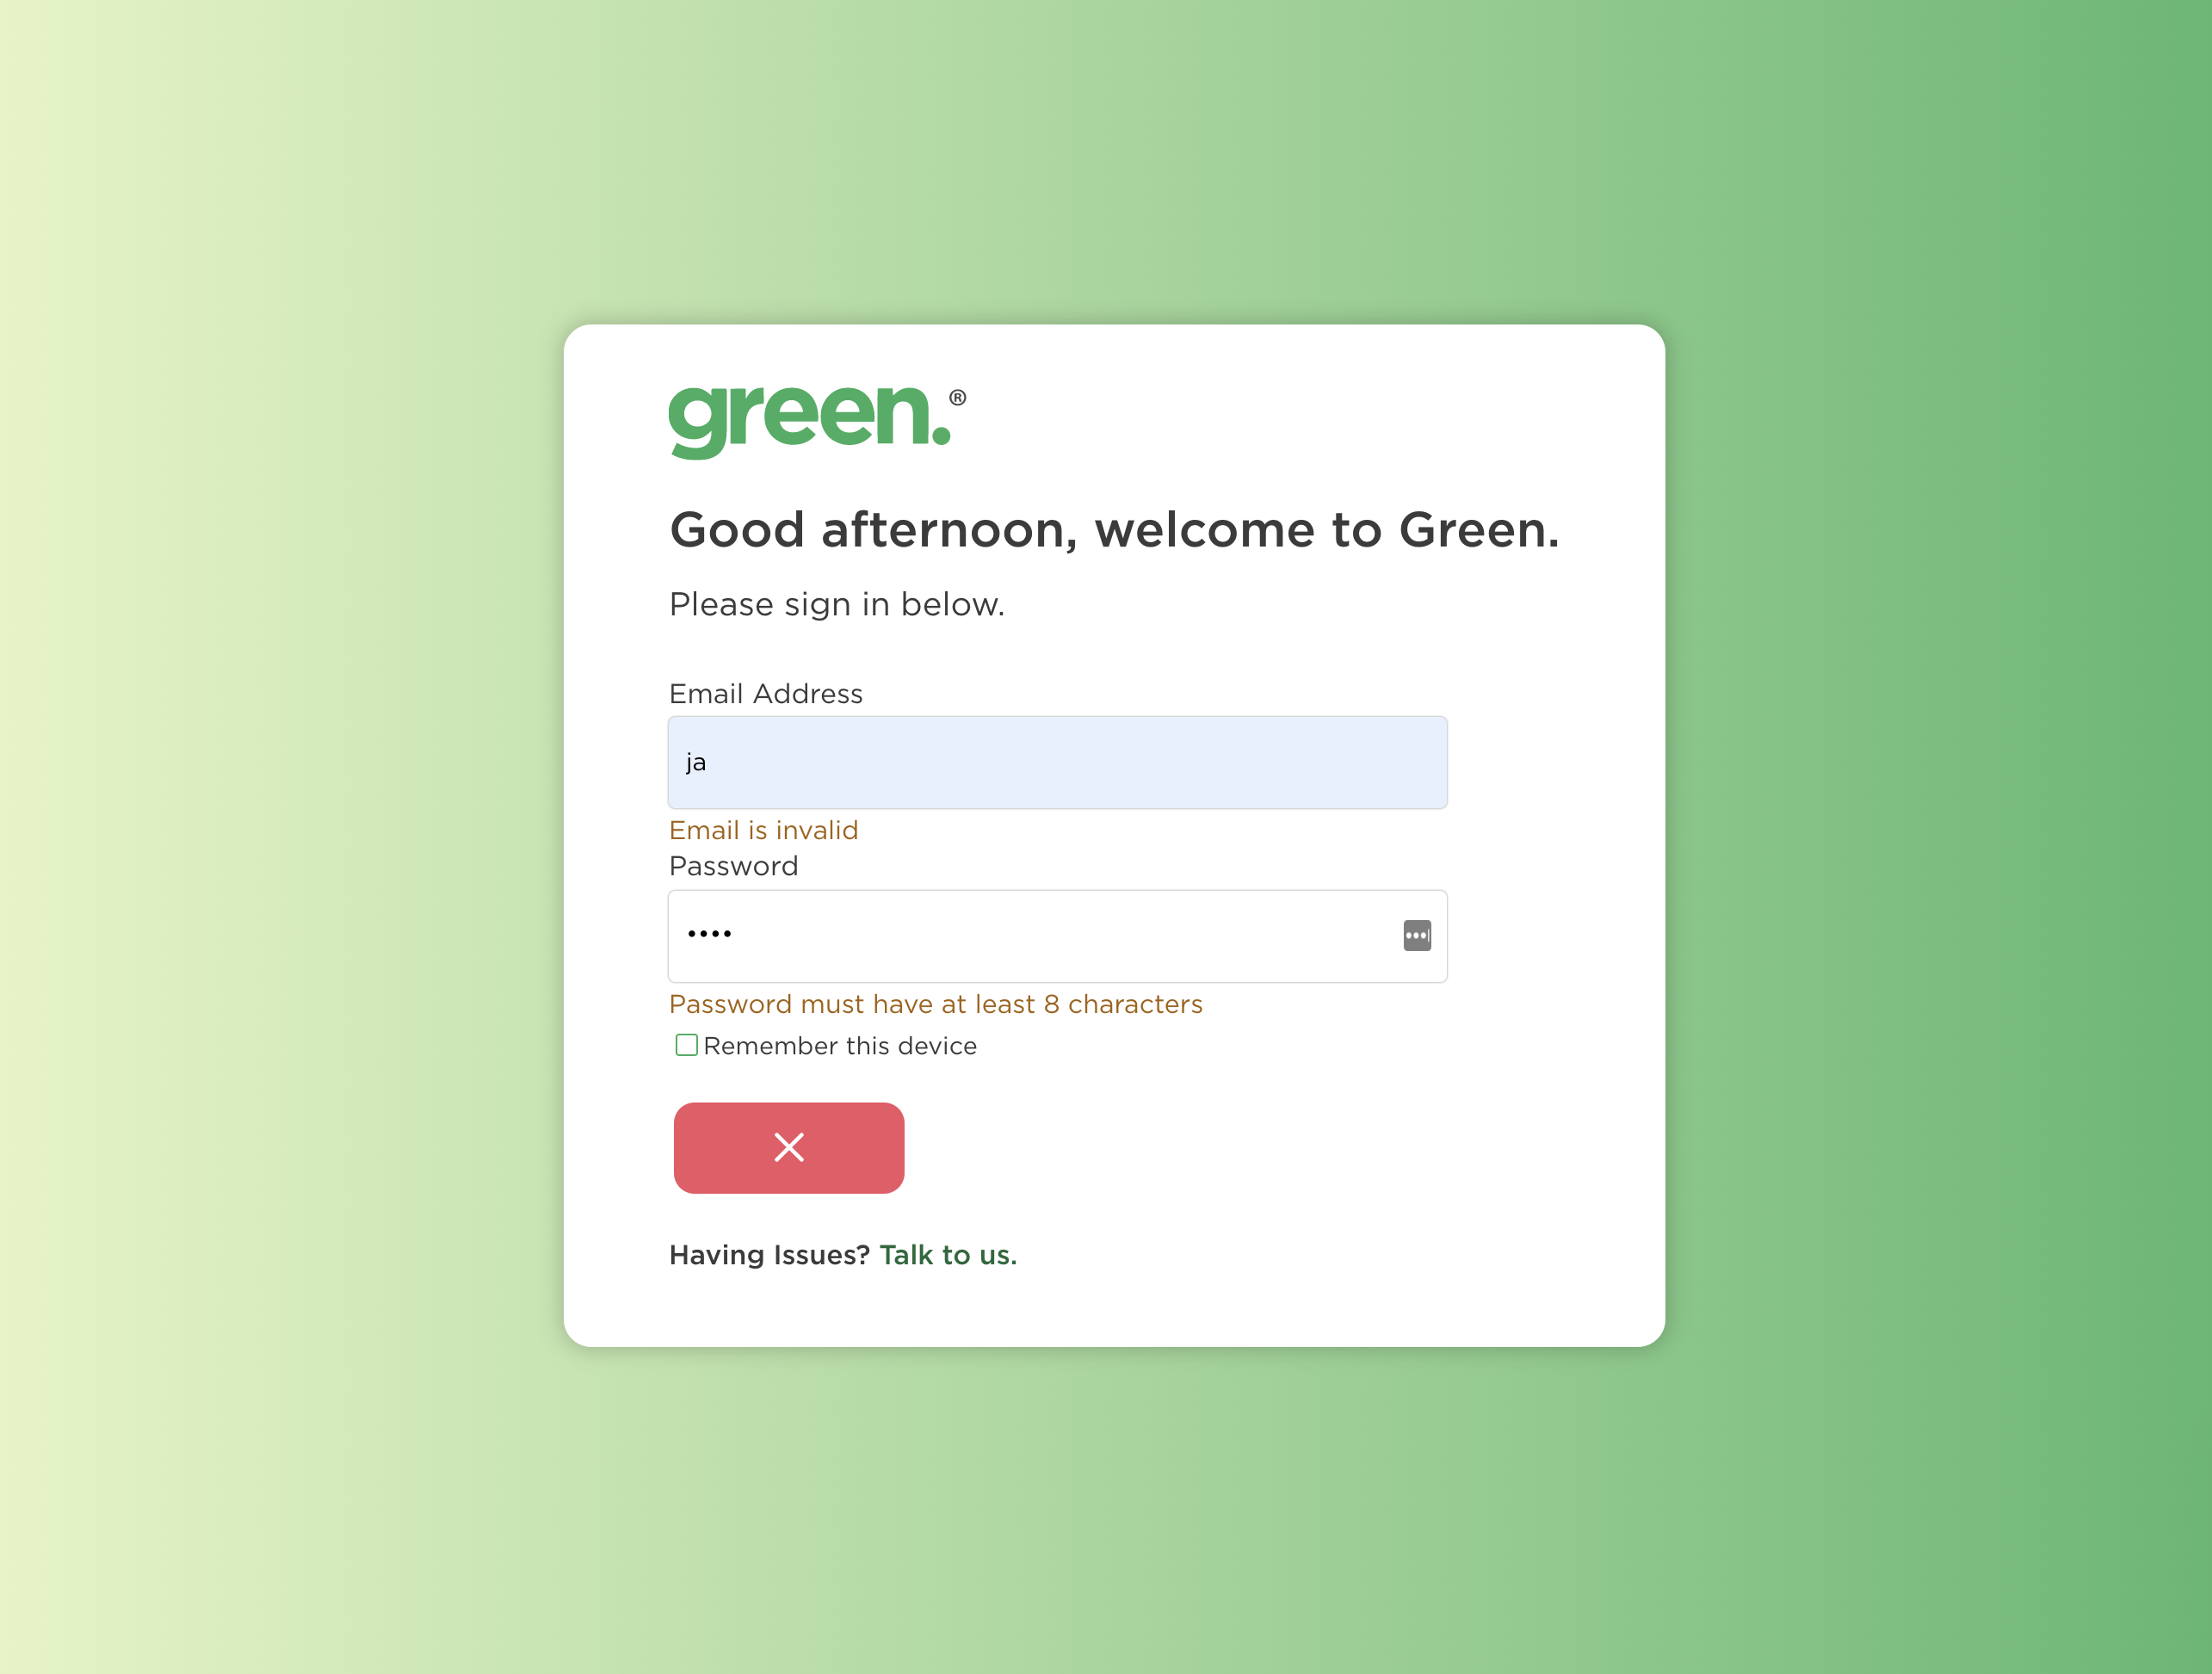 green.®
Good afternoon, welcome to Green.
Please sign in below.
Email Address
ja
Email is invalid
Password
••••
Password must have at least 8 characters
Remember this device
Having Issues? Talk to us.